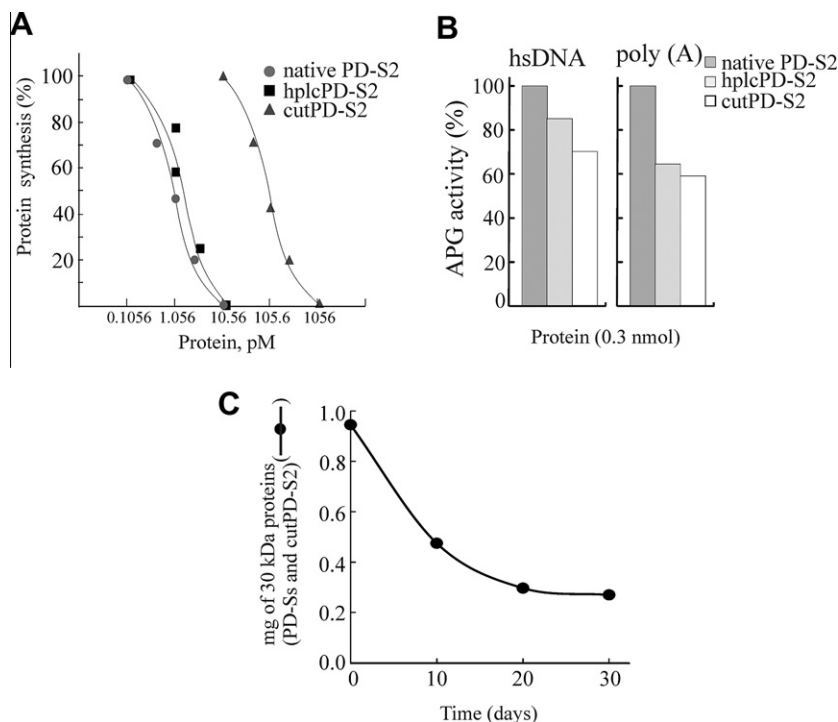 A
Protein synthesis (%)
100
80
60
40
20
native PD-S2
hplcPD-S2
cutPD-S2
0.1056 1.056 10.56 105.6 1056
Protein, pM
B
hsDNA poly (A)
native PD-S2
hplcPD-S2
cutPD-S2
APG activity (%)
100
80
60
40
20
0
Protein (0.3 nmol)
C
mg of 30 kDa proteins ( )
(PD-Ss and cutPD-S2)
1.0
0.8
0.6
0.4
0.2
0.0
0 10 20 30
Time (days)